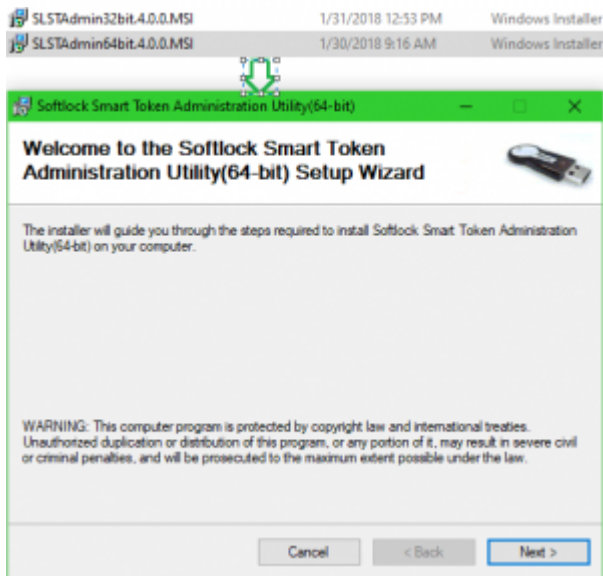 SLSTAdmin32bit.4.0.0.MSI 1/31/2018 12:53 PM Windows Installer
SLSTAdmin64bit.4.0.0.MSI 1/30/2018 9:16 AM Windows Installer
Softlock Smart Token Administration Utility(64-bit)
Welcome to the Softlock Smart Token
Administration Utility(64-bit) Setup Wizard
The installer will guide you through the steps required to install Softlock Smart Token Administration
Utility(64-bit) on your computer.
WARNING: This computer program is protected by copyright law and international treaties.
Unauthorized duplication or distribution of this program, or any portion of it, may result in severe civil
or criminal penalties, and will be prosecuted to the maximum extent possible under the law.
Cancel < Back Next >